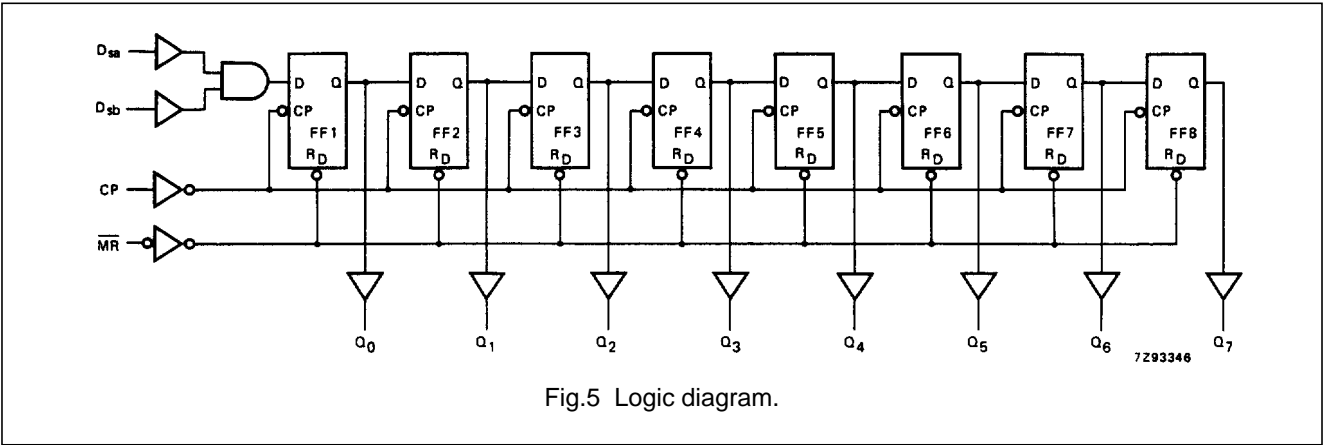 Dsa
Dsb
D Q D Q D Q D Q D Q D Q D Q D Q
CP CP CP CP CP CP CP CP
FF1 FF2 FF3 FF4 FF5 FF6 FF7 FF8
RD RD RD RD RD RD RD RD
CP
M̅R̅
Q0 Q1 Q2 Q3 Q4 Q5 Q6 Q7
7Z93346
Fig.5 Logic diagram.